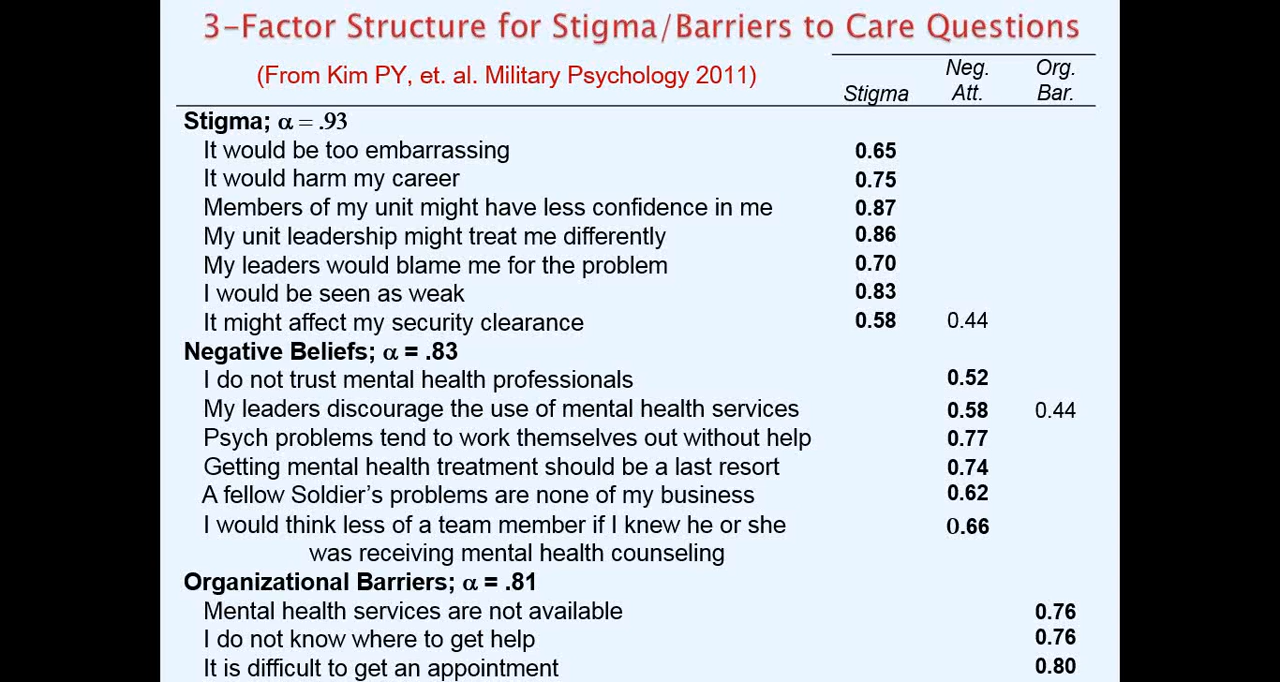 3-Factor Structure for Stigma/Barriers to Care Questions
(From Kim PY, et. al. Military Psychology 2011)
Stigma Neg. Att. Org. Bar.
Stigma; α = .93
It would be too embarrassing 0.65
It would harm my career 0.75
Members of my unit might have less confidence in me 0.87
My unit leadership might treat me differently 0.86
My leaders would blame me for the problem 0.70
I would be seen as weak 0.83
It might affect my security clearance 0.58 0.44
Negative Beliefs; α = .83
I do not trust mental health professionals 0.52
My leaders discourage the use of mental health services 0.58 0.44
Psych problems tend to work themselves out without help 0.77
Getting mental health treatment should be a last resort 0.74
A fellow Soldier’s problems are none of my business 0.62
I would think less of a team member if I knew he or she 0.66
was receiving mental health counseling
Organizational Barriers; α = .81
Mental health services are not available 0.76
I do not know where to get help 0.76
It is difficult to get an appointment 0.80